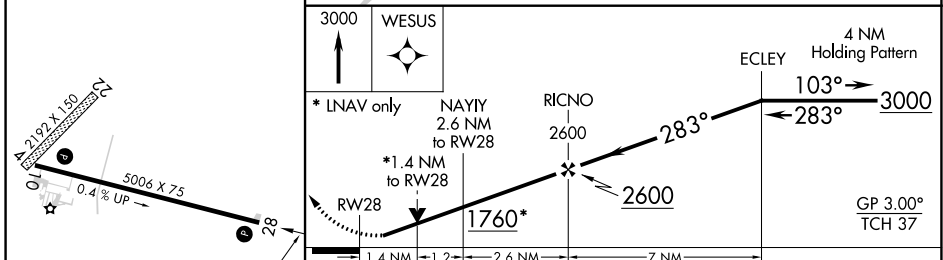 22
2192 X 150
4
P
10
5006 X 75
0.4 % UP
28
P
3000
WESUS
* LNAV only
4 NM
Holding Pattern
ECLEY
103°
3000
283°
NAYIY
2.6 NM
to RW28
RICNO
2600
283°
*1.4 NM
to RW28
2600
RW28
1760*
GP 3.00°
TCH 37
1.4 NM
1.2
2.6 NM
7 NM